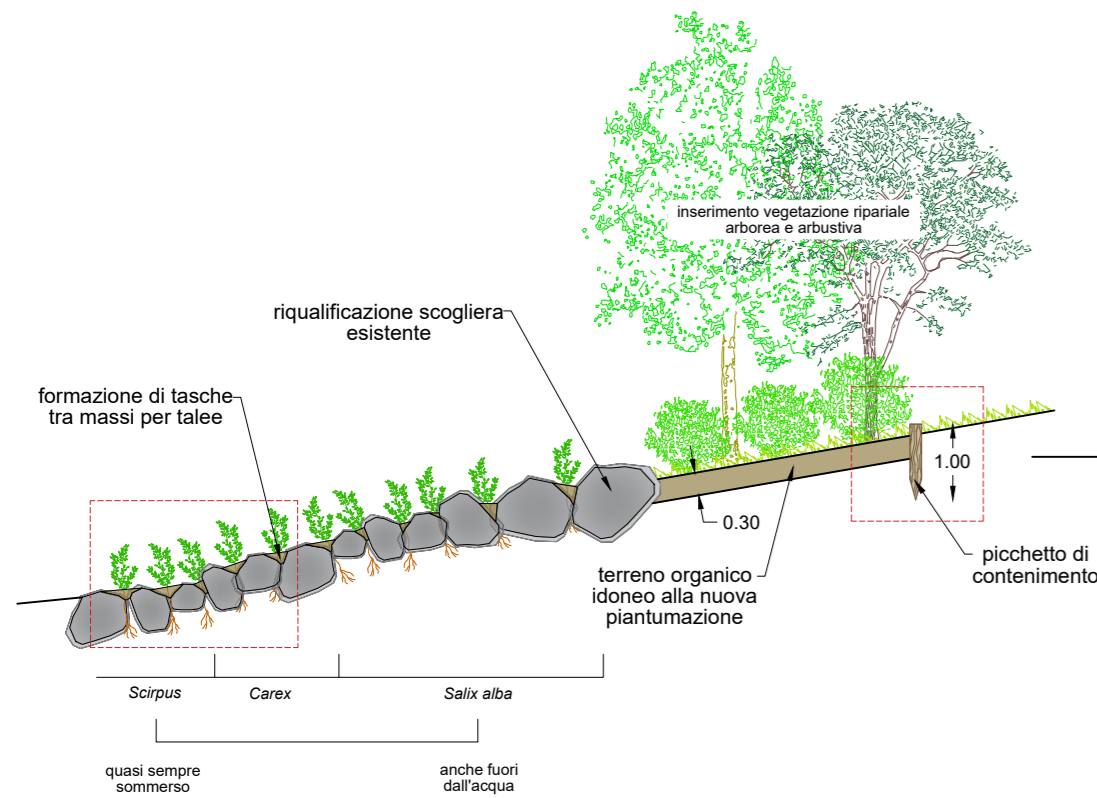 inserimento vegetazione ripariale
arborea e arbustiva
riqualificazione scogliera
esistente
formazione di tasche
tra massi per talee
1.00
0.30
picchetto di
contenimento
terreno organico
idoneo alla nuova
piantumazione
Scirpus
Carex
Salix alba
quasi sempre
sommerso
anche fuori
dall'acqua